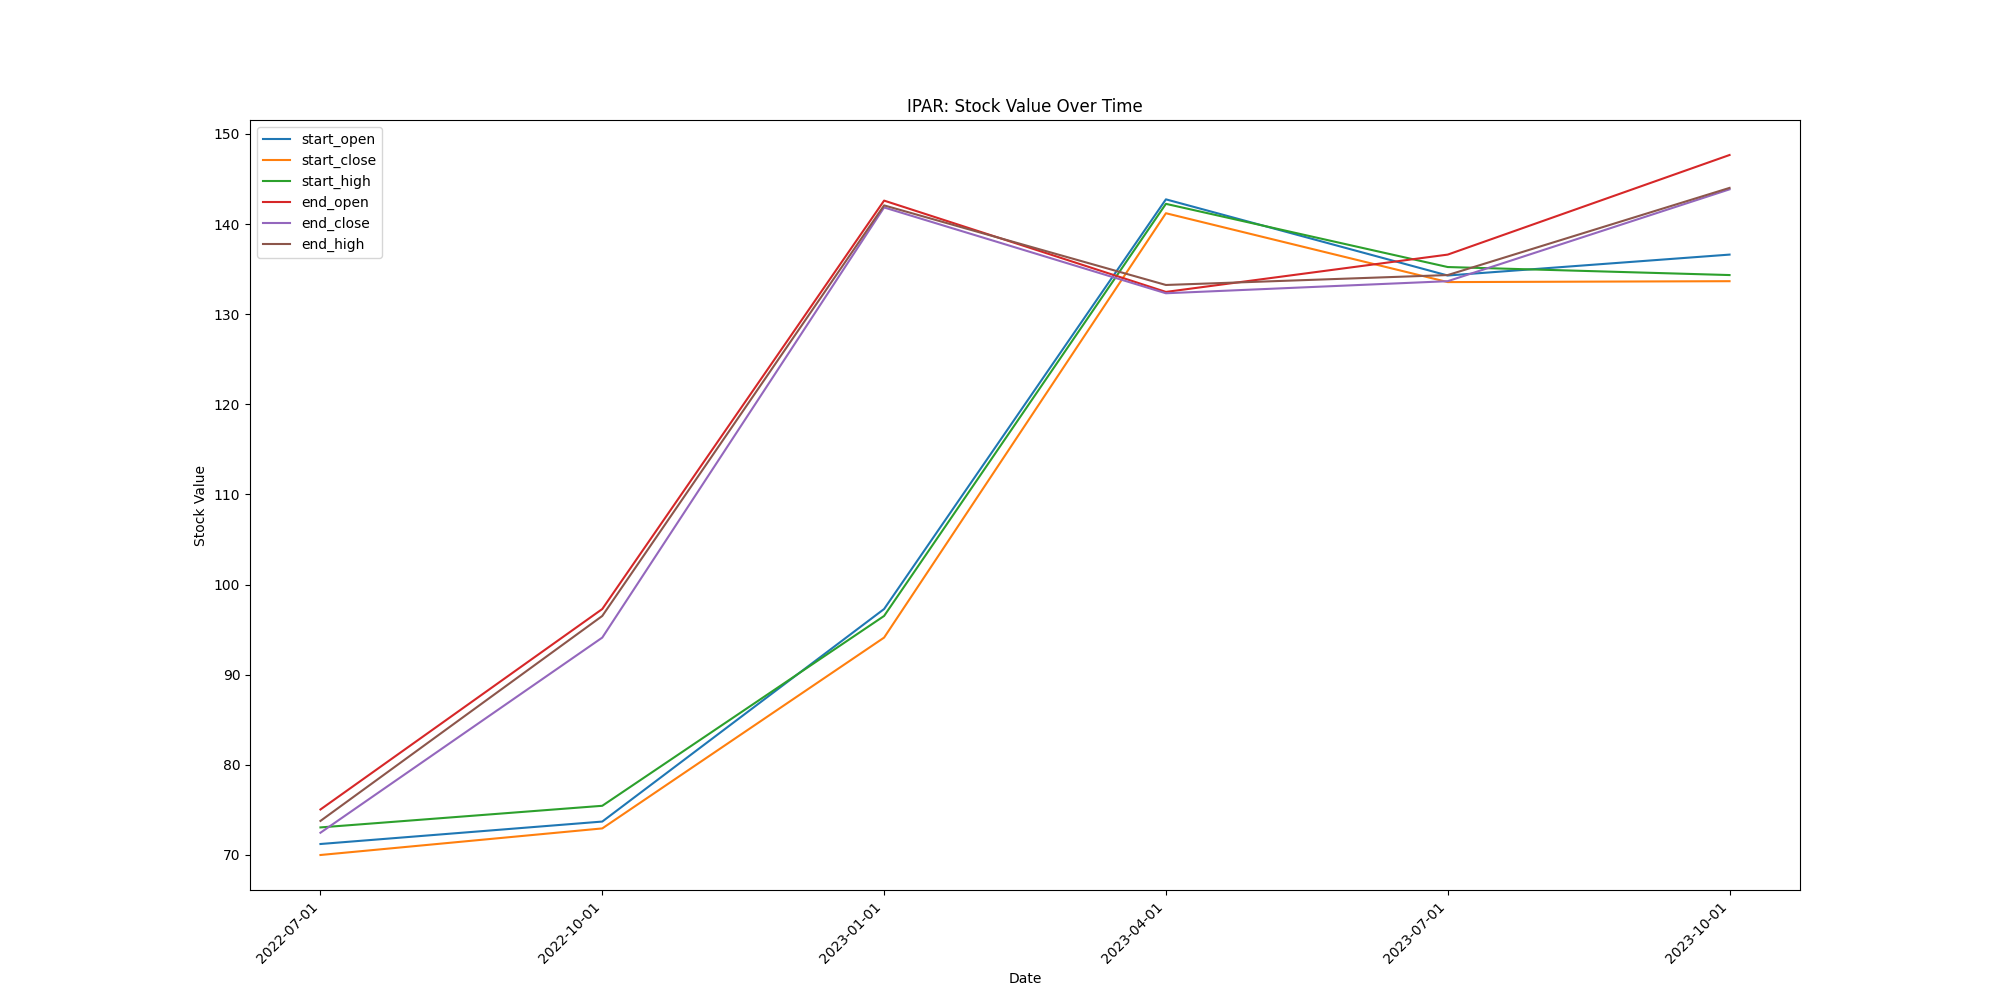 IPAR: Stock Value Over Time
start_open
start_close
start_high
end_open
end_close
end_high
150
140
130
120
110
100
90
80
70
Stock Value
2022-07-01
2022-10-01
2023-01-01
2023-04-01
2023-07-01
2023-10-01
Date